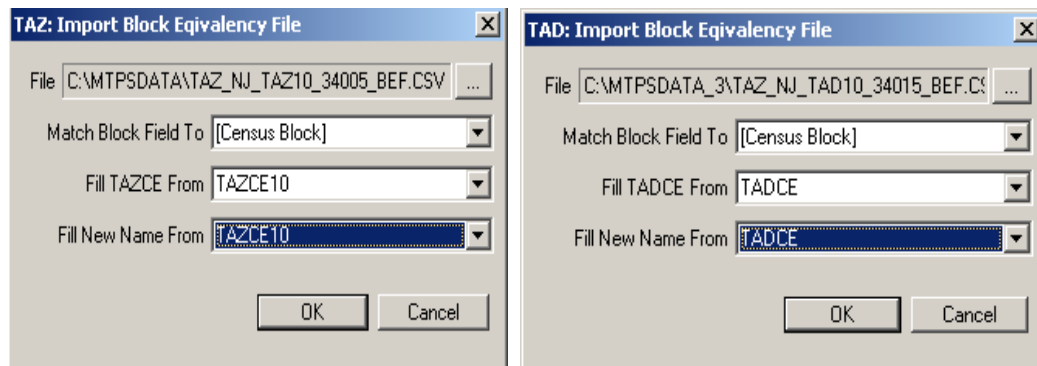 TAZ: Import Block Eqivalency File
File C:\MTPSDATA\TAZ_NJ_TAZ10_34005_BEF.CSV ...
Match Block Field To [Census Block]
Fill TAZCE From TAZCE10
Fill New Name From TAZCE10
OK Cancel
TAD: Import Block Eqivalency File
File C:\MTPSDATA_3\TAZ_NJ_TAD10_34015_BEF.CS ...
Match Block Field To [Census Block]
Fill TADCE From TADCE
Fill New Name From TADCE
OK Cancel